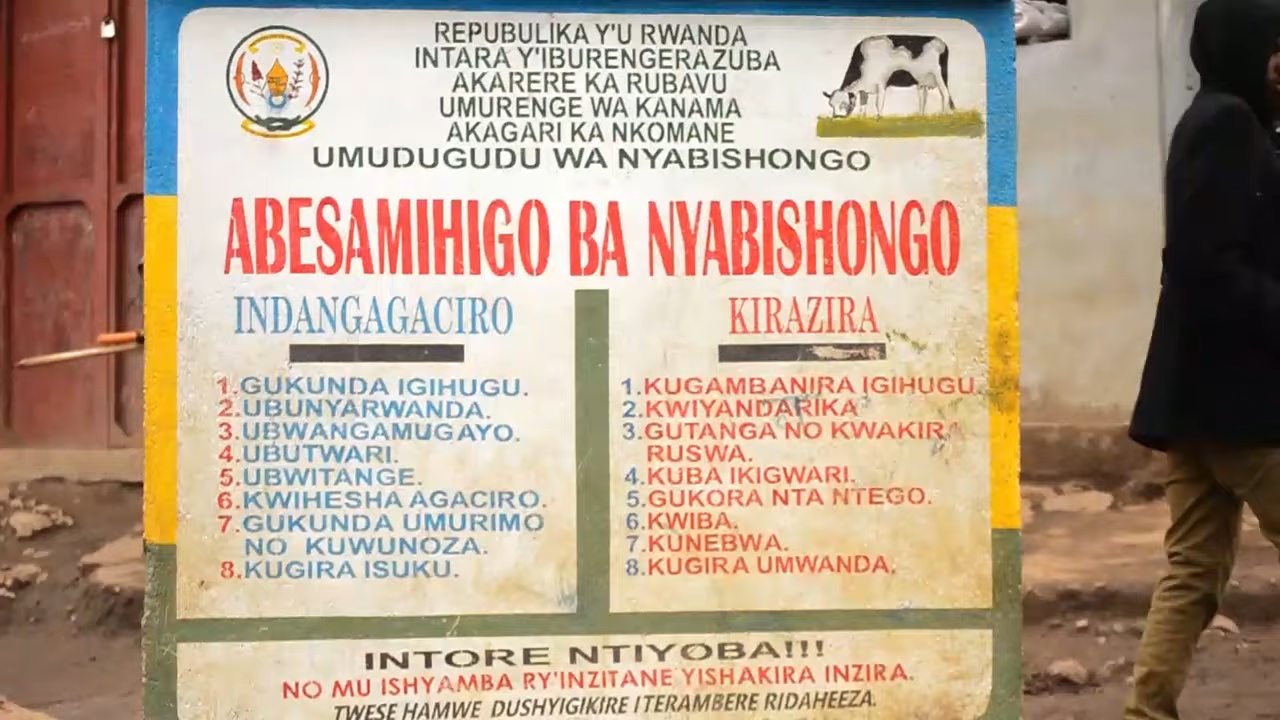 REPUBULIKA Y'U RWANDA
INTARA Y'IBURENGERAZUBA
AKARERE KA RUBAVU
UMURENGE WA KANAMA
AKAGARI KA NKOMANE
UMUDUGUDU WA NYABISHONGO
ABESAMIHIGO BA NYABISHONGO
INDANGAGACIRO
1.GUKUNDA IGIHUGU.
2.UBUNYARWANDA.
3.UBWANGAMUGAYO.
4.UBUTWARI.
5.UBWITANGE.
6.KWIHESHA AGACIRO.
7.GUKUNDA UMURIMO
NO KUWUNOZA.
8.KUGIRA ISUKU.
KIRAZIRA
1.KUGAMBANIRA IGIHUGU.
2.KWIYANDARIKA
3.GUTANGA NO KWAKIRA
RUSWA.
4.KUBA IKIGWARI.
5.GUKORA NTA NTEGO.
6.KWIBA.
7.KUNEBWA.
8.KUGIRA UMWANDA.
INTORE NTIYOBA!!!
NO MU ISHYAMBA RY'INZITANE YISHAKIRA INZIRA.
TWESE HAMWE DUSHYIGIKIRE ITERAMBERE RIDAHEEZA.